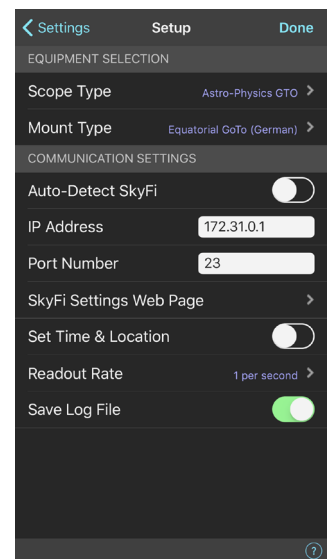 Settings Setup Done
EQUIPMENT SELECTION
Scope Type Astro-Physics GTO
Mount Type Equatorial GoTo (German)
COMMUNICATION SETTINGS
Auto-Detect SkyFi
IP Address 172.31.0.1
Port Number 23
SkyFi Settings Web Page
Set Time & Location
Readout Rate 1 per second
Save Log File
?